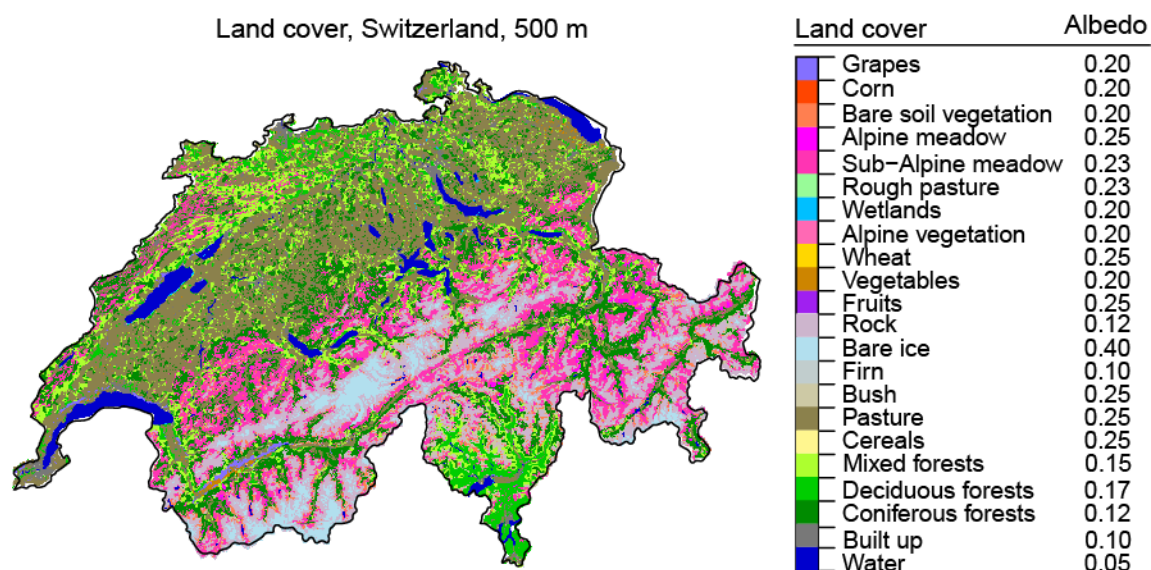 Land cover, Switzerland, 500 m
Land cover Albedo
Grapes 0.20
Corn 0.20
Bare soil vegetation 0.20
Alpine meadow 0.25
Sub−Alpine meadow 0.23
Rough pasture 0.23
Wetlands 0.20
Alpine vegetation 0.20
Wheat 0.25
Vegetables 0.20
Fruits 0.25
Rock 0.12
Bare ice 0.40
Firn 0.10
Bush 0.25
Pasture 0.25
Cereals 0.25
Mixed forests 0.15
Deciduous forests 0.17
Coniferous forests 0.12
Built up 0.10
Water 0.05